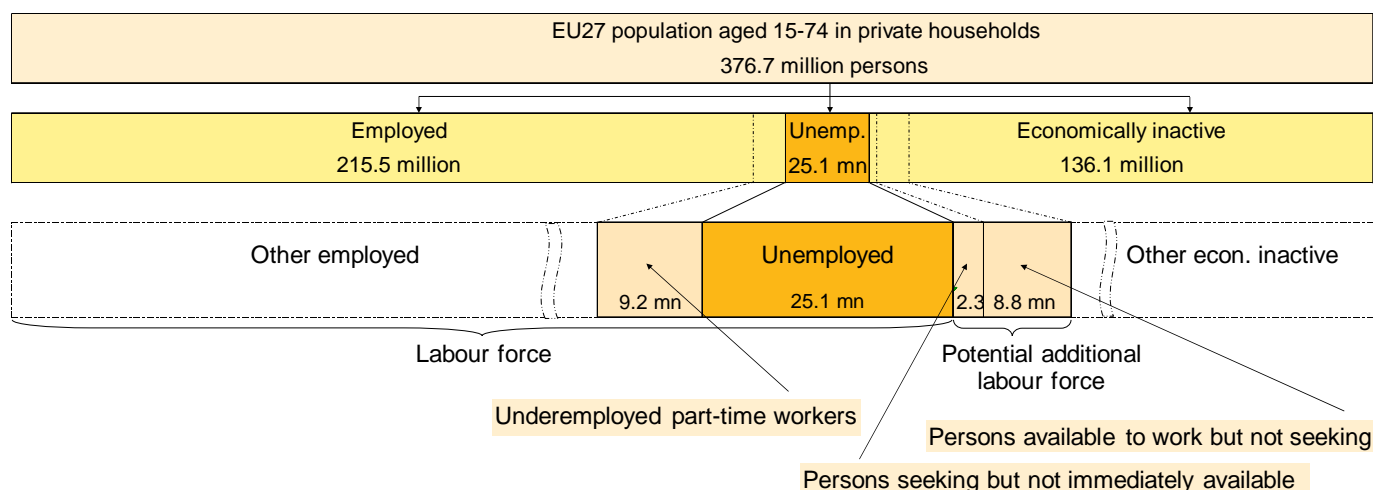 EU27 population aged 15-74 in private households
376.7 million persons
Employed
215.5 million
Unemp.
25.1 mn
Economically inactive
136.1 million
Other employed
9.2 mn
Unemployed
25.1 mn
2.3
8.8 mn
Other econ. inactive
Labour force
Potential additional
labour force
Underemployed part-time workers
Persons available to work but not seeking
Persons seeking but not immediately available